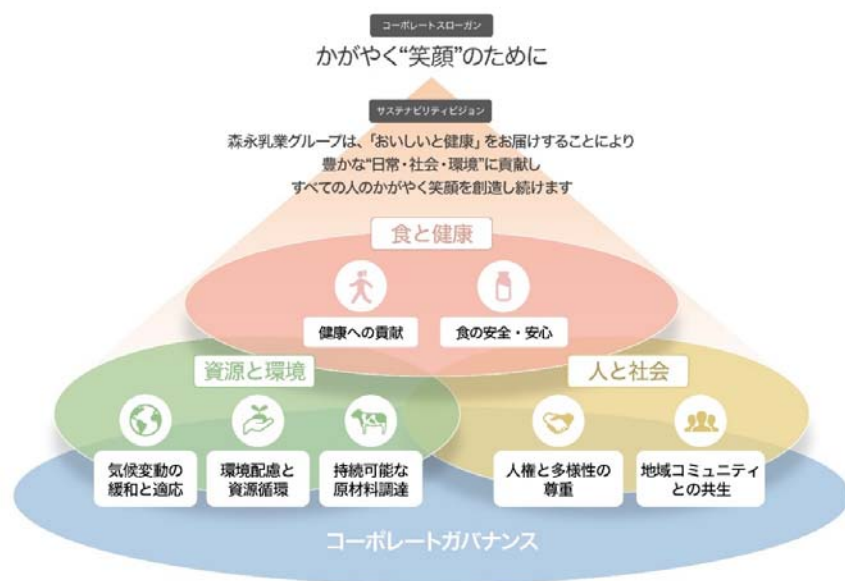 コーポレートスローガン
かがやく“笑顔”のために
サステナビリティビジョン
森永乳業グループは、「おいしいと健康」をお届けすることにより
豊かな“日常・社会・環境”に貢献し
すべての人のかがやく笑顔を創造し続けます
食と健康
健康への貢献
食の安全・安心
資源と環境
気候変動の
緩和と適応
環境配慮と
資源循環
持続可能な
原材料調達
人と社会
人権と多様性の
尊重
地域コミュニティ
との共生
コーポレートガバナンス